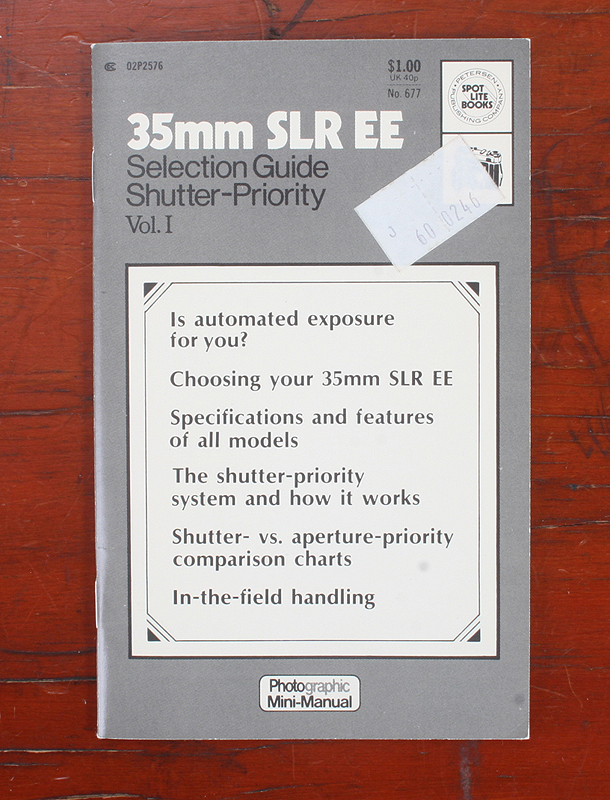 02P2576
$1.00
UK 40p
No. 677
PETERSEN PUBLISHING COMPANY
SPOT
LITE
BOOKS
35mm SLR EE
Selection Guide
Shutter-Priority
Vol. I
60 0246
Is automated exposure
for you?
Choosing your 35mm SLR EE
Specifications and features
of all models
The shutter-priority
system and how it works
Shutter- vs. aperture-priority
comparison charts
In-the-field handling
Photographic
Mini-Manual